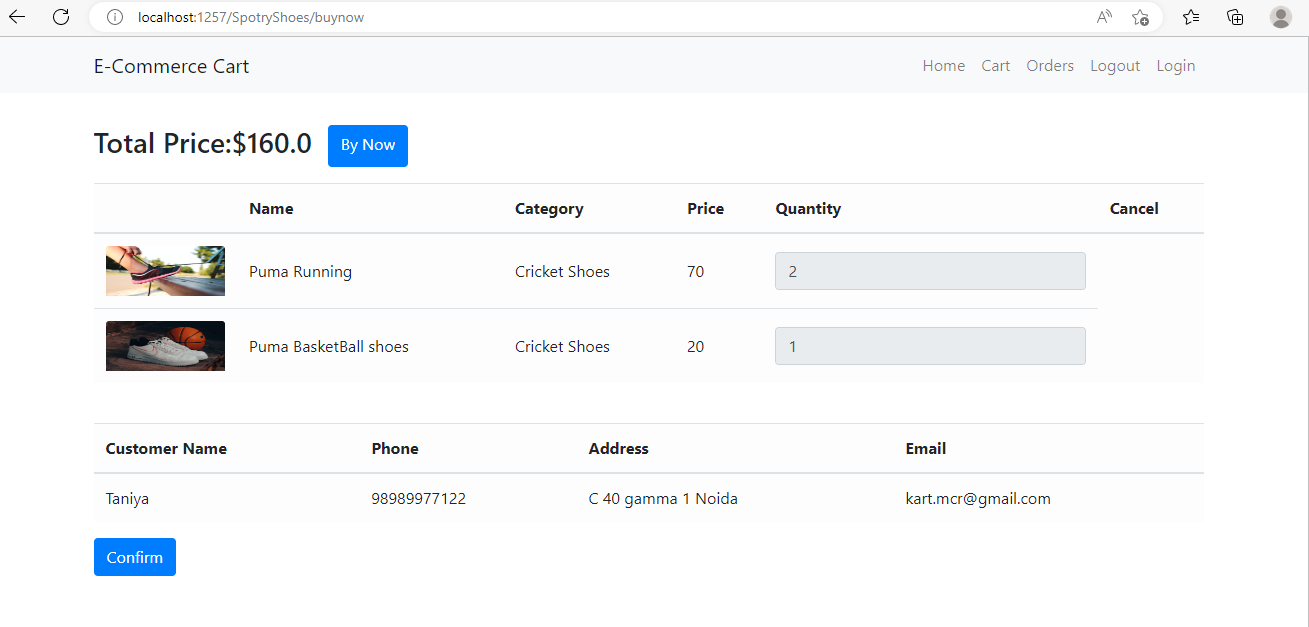 localhost:1257/SpotryShoes/buynow
E-Commerce Cart Home Cart Orders Logout Login
Total Price:$160.0 By Now
Name Category Price Quantity Cancel
Puma Running Cricket Shoes 70 2
Puma BasketBall shoes Cricket Shoes 20 1
Customer Name Phone Address Email
Taniya 98989977122 C 40 gamma 1 Noida kart.mcr@gmail.com
Confirm